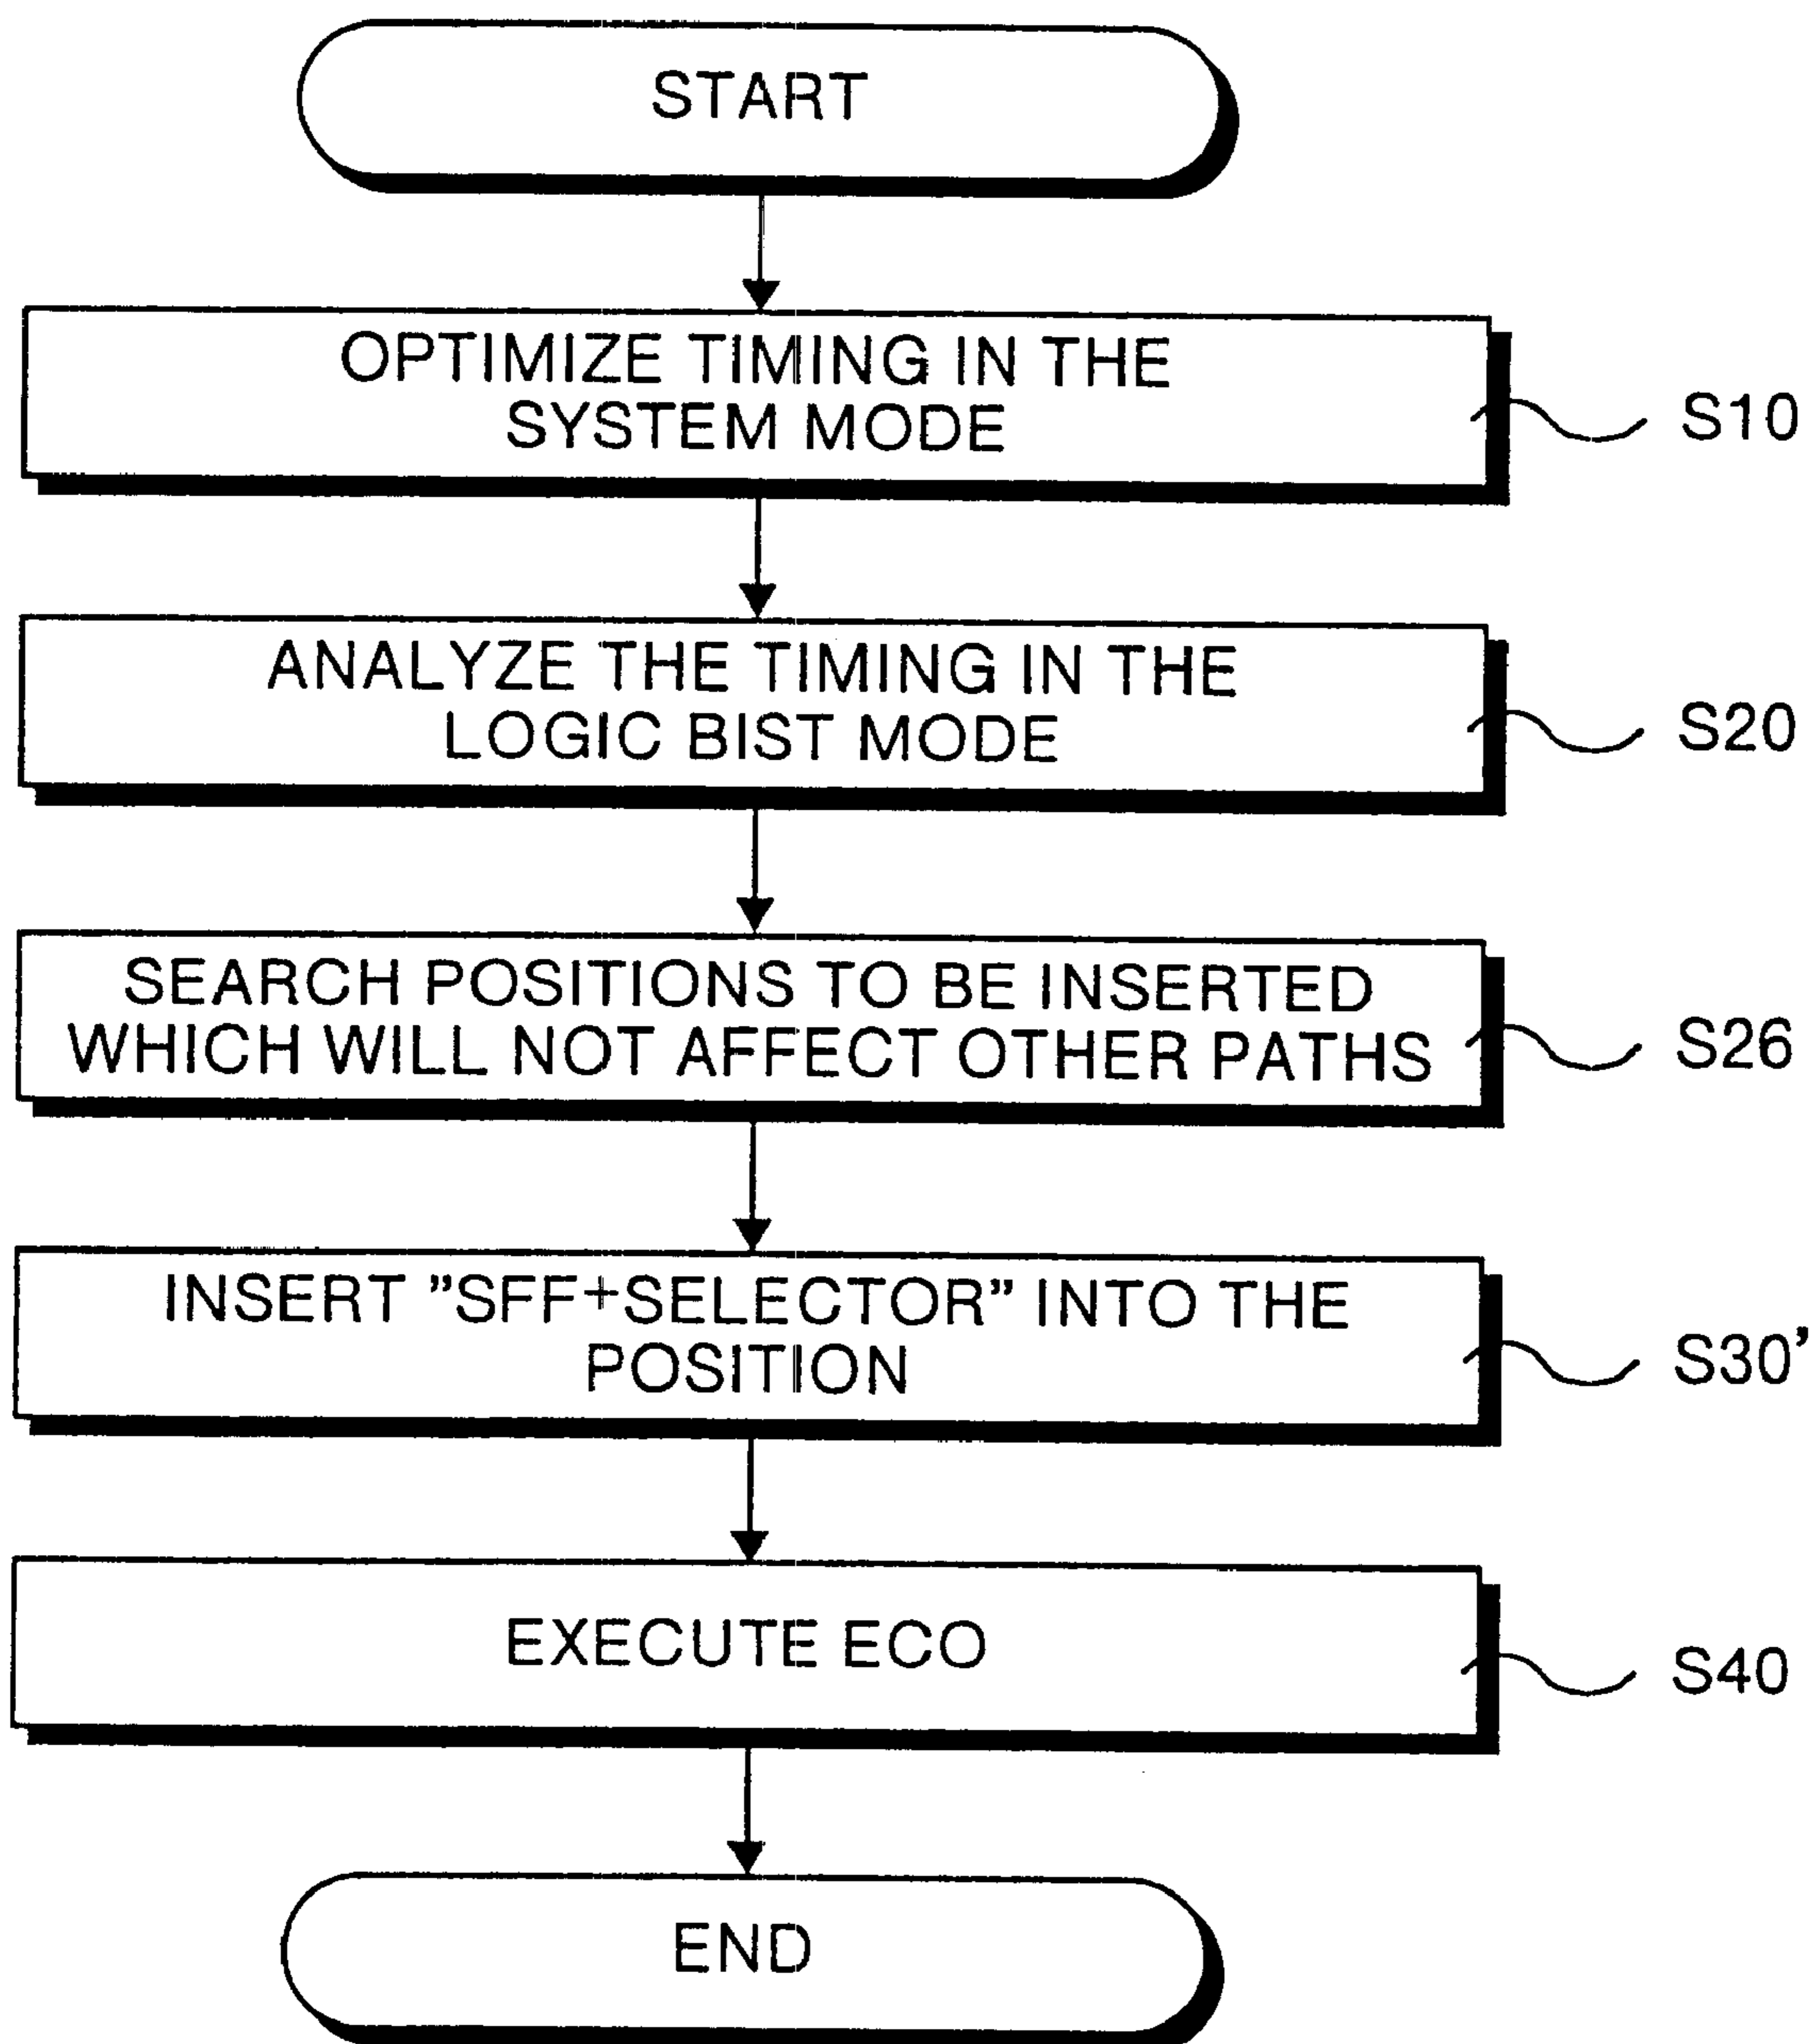 START
OPTIMIZE TIMING IN THE
SYSTEM MODE
S10
ANALYZE THE TIMING IN THE
LOGIC BIST MODE
S20
SEARCH POSITIONS TO BE INSERTED
WHICH WILL NOT AFFECT OTHER PATHS
S26
INSERT ”SFF+SELECTOR” INTO THE
POSITION
S30’
EXECUTE ECO
S40
END